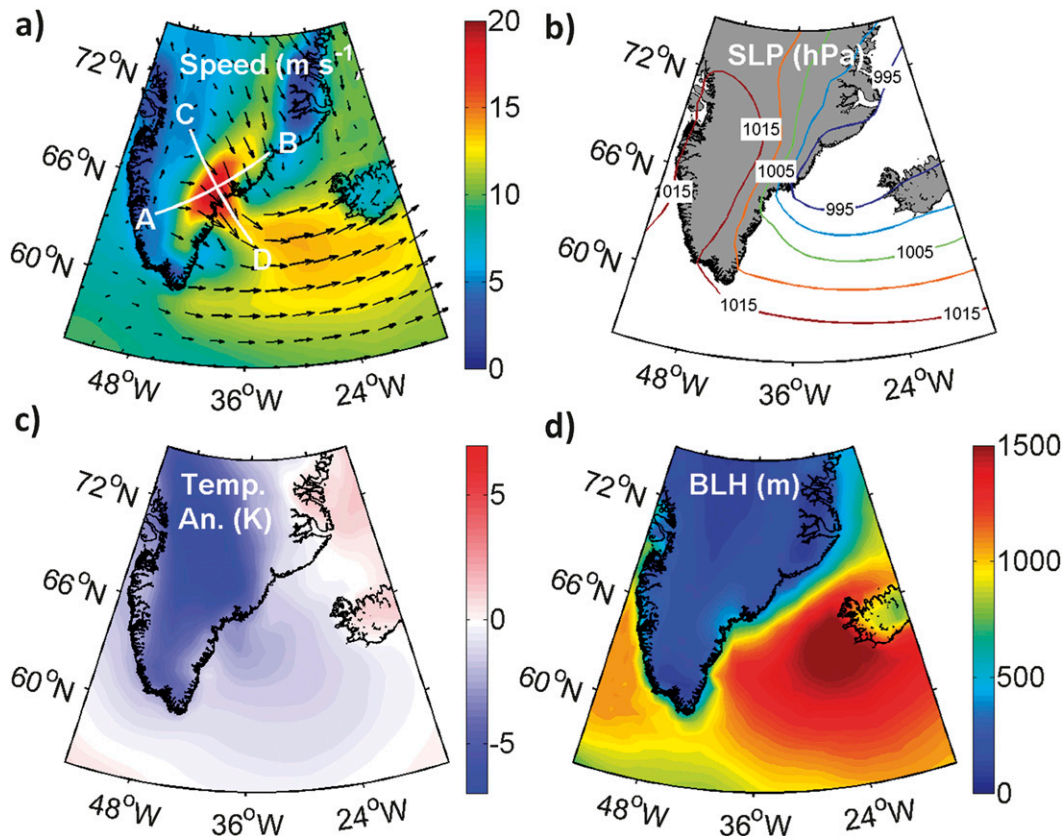 a)
Speed (m s-1)
72°N
66°N
60°N
48°W
36°W
24°W
C
B
A
D
20
15
10
5
0
b)
SLP (hPa)
72°N
66°N
60°N
48°W
36°W
24°W
995
1015
1005
1015
995
1005
1015
1015
c)
Temp.
An. (K)
72°N
66°N
60°N
48°W
36°W
24°W
5
0
-5
d)
BLH (m)
72°N
66°N
60°N
48°W
36°W
24°W
1500
1000
500
0